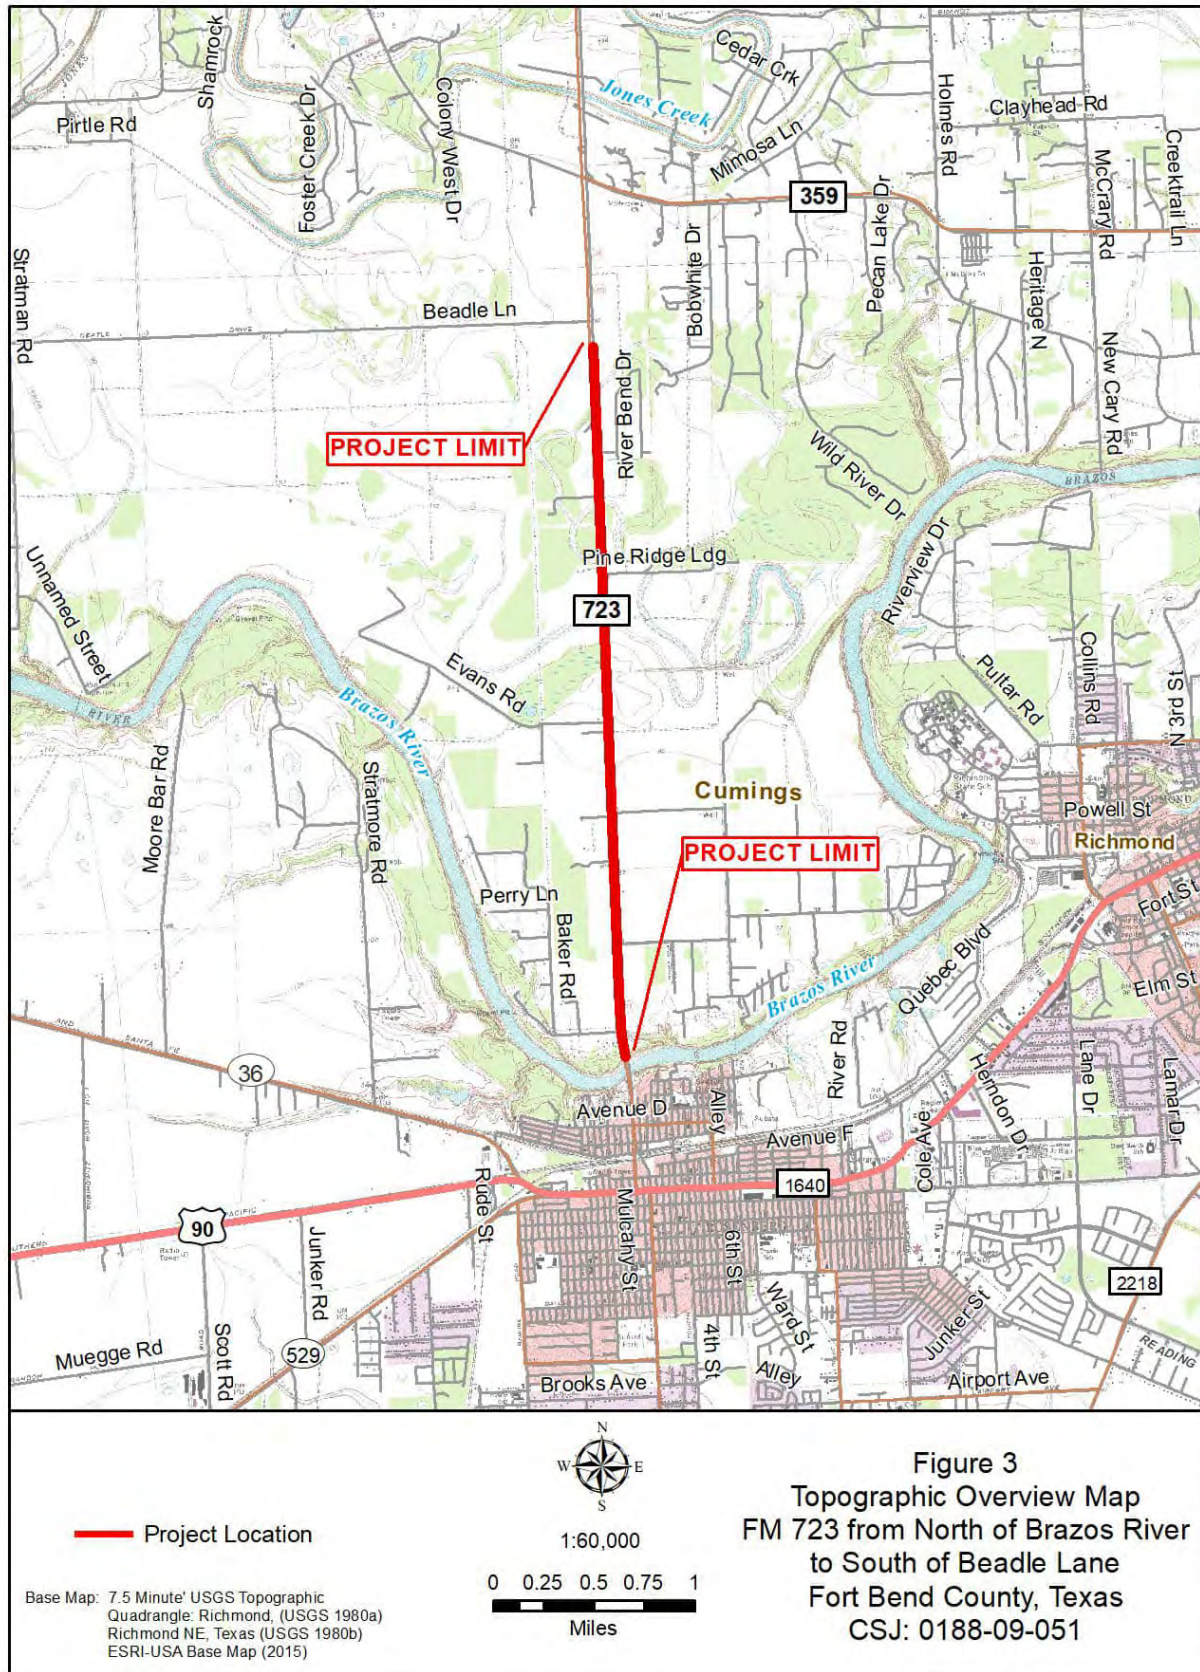 Cedar Crk
Shamrock
Jones Creek
Clayhead Rd
Pirtle Rd
Foster Creek Dr
Colony West Dr
Mimosa Ln
Holmes Rd
McCrary Rd
Creektrail Ln
359
Pecan Lake Dr
Bobwhite Dr
Heritage N
Stratman Rd
Beadle Ln
New Cary Rd
River Bend Dr
PROJECT LIMIT
Wild River Dr
BRAZOS
Riverview Dr
Pine Ridge Ldg
723
Unnamed Street
Evans Rd
Pultar Rd
Collins Rd
N 3rd St
RIVER
Brazos River
Moore Bar Rd
Stratmore Rd
Cumings
Powell St
Richmond
PROJECT LIMIT
Perry Ln
Baker Rd
Fort St
Quebec Blvd
Brazos River
Elm St
River Rd
AND
SANTA FE
36
Herndon Dr
Lane Dr
Lamar Dr
Avenue D
Alley
Avenue F
Cole Ave
Rude St
1640
90
PACIFIC
Mulcahy St
6th St
Junker Rd
2218
Ward St
Junker St
READING
Muegge Rd
Scott Rd
529
4th St
Brooks Ave
Alley
Airport Ave
N
W E
S
Project Location
1:60,000
0 0.25 0.5 0.75 1
Miles
Base Map: 7.5 Minute' USGS Topographic
Quadrangle: Richmond, (USGS 1980a)
Richmond NE, Texas (USGS 1980b)
ESRI-USA Base Map (2015)
Figure 3
Topographic Overview Map
FM 723 from North of Brazos River
to South of Beadle Lane
Fort Bend County, Texas
CSJ: 0188-09-051